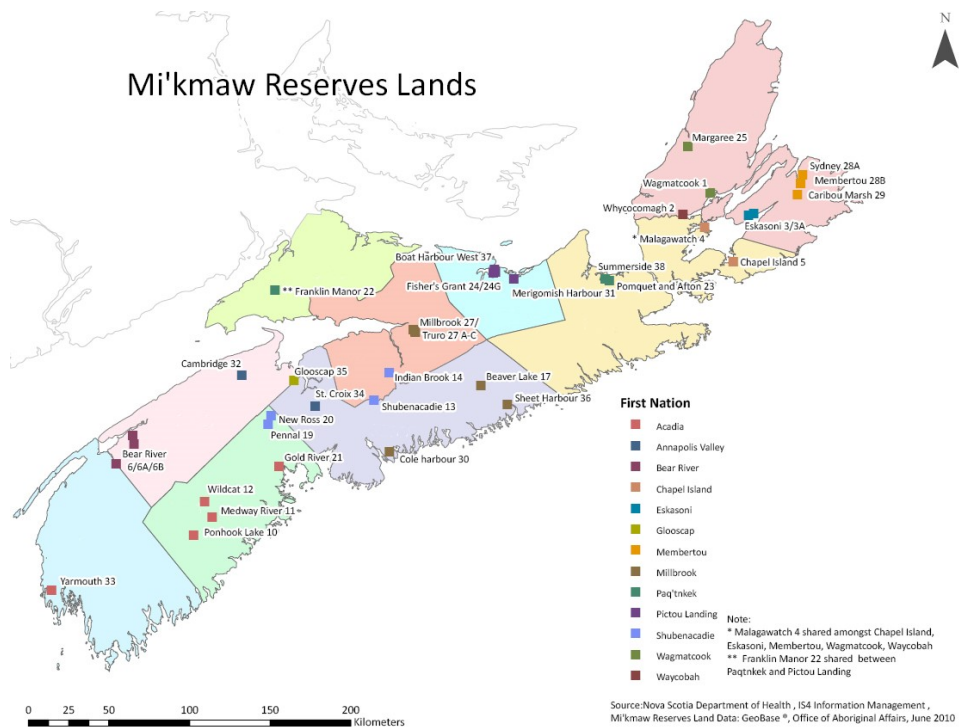 N
Mi'kmaw Reserves Lands
Margaree 25
Sydney 28A
Membertou 28B
Wagmatcook 1
Caribou Marsh 29
Whycocomagh 2
Eskasoni 3/3A
* Malagawatch 4
Chapel Island 5
Boat Harbour West 37
Summerside 38
Fisher's Grant 24/24G
Pomquet and Afton 23
** Franklin Manor 22
Merigomish Harbour 31
Millbrook 27/
Truro 27 A-C
Cambridge 32
Glooscap 35
Indian Brook 14
Beaver Lake 17
St. Croix 34
Shubenacadie 13
Sheet Harbour 36
New Ross 20
Pennal 19
Bear River
6/6A/6B
Gold River 21
Cole harbour 30
Wildcat 12
Medway River 11
Ponhook Lake 10
Yarmouth 33
First Nation
Acadia
Annapolis Valley
Bear River
Chapel Island
Eskasoni
Glooscap
Membertou
Millbrook
Paq'tnkek
Pictou Landing
Shubenacadie
Wagmatcook
Waycobah
Note:
* Malagawatch 4 shared amongst Chapel Island,
Eskasoni, Membertou, Wagmatcook, Waycobah
** Franklin Manor 22 shared between
Paqtnkek and Pictou Landing
0 50 100 150 200
Kilometers
Source:Nova Scotia Department of Health , IS4 Information Management ,
Mi'kmaw Reserves Land Data: GeoBase ®, Office of Aboriginal Affairs, June 2010